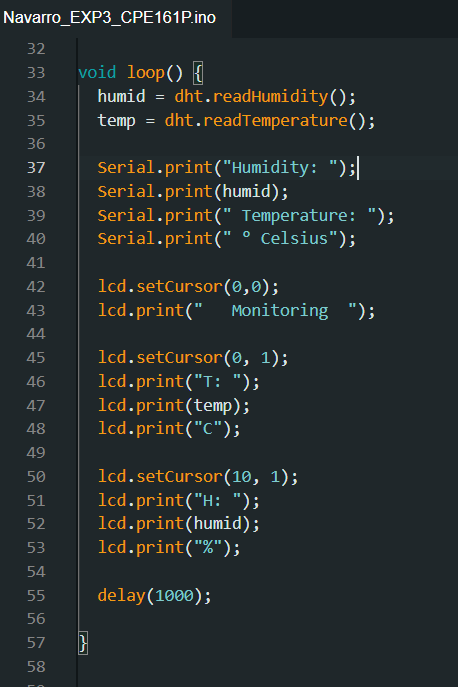 Navarro_EXP3_CPE161P.ino
32
33 void loop() {
34 humid = dht.readHumidity();
35 temp = dht.readTemperature();
36
37 Serial.print("Humidity: ");
38 Serial.print(humid);
39 Serial.print(" Temperature: ");
40 Serial.print(" º Celsius");
41
42 lcd.setCursor(0,0);
43 lcd.print("   Monitoring  ");
44
45 lcd.setCursor(0, 1);
46 lcd.print("T: ");
47 lcd.print(temp);
48 lcd.print("C");
49
50 lcd.setCursor(10, 1);
51 lcd.print("H: ");
52 lcd.print(humid);
53 lcd.print("%");
54
55 delay(1000);
56
57 }
58